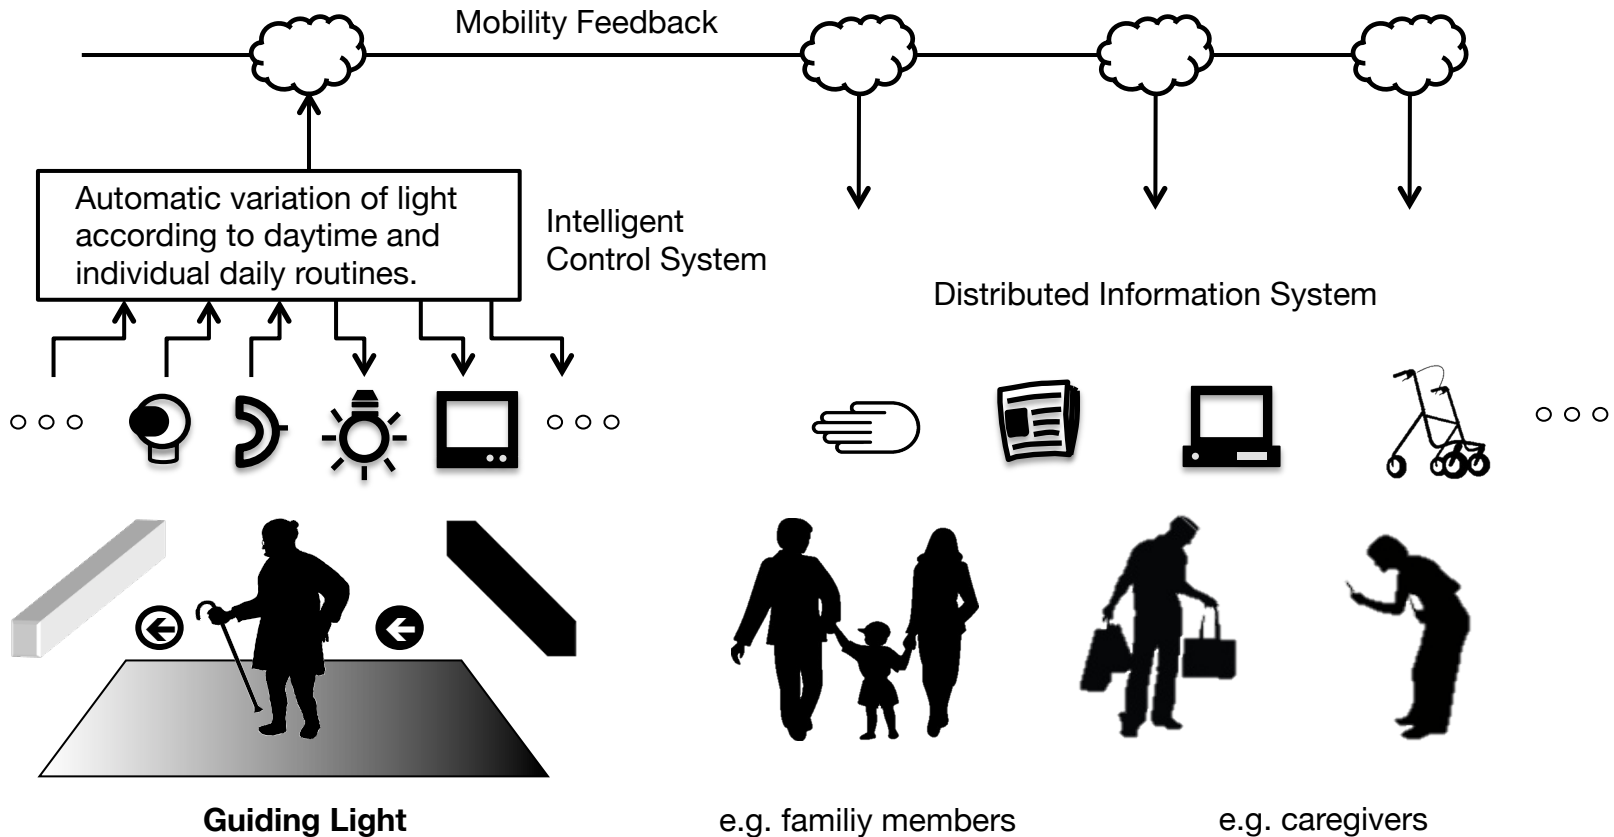 Mobility Feedback
Automatic variation of light
according to daytime and
individual daily routines.
Intelligent
Control System
Distributed Information System
Guiding Light
e.g. familiy members
e.g. caregivers